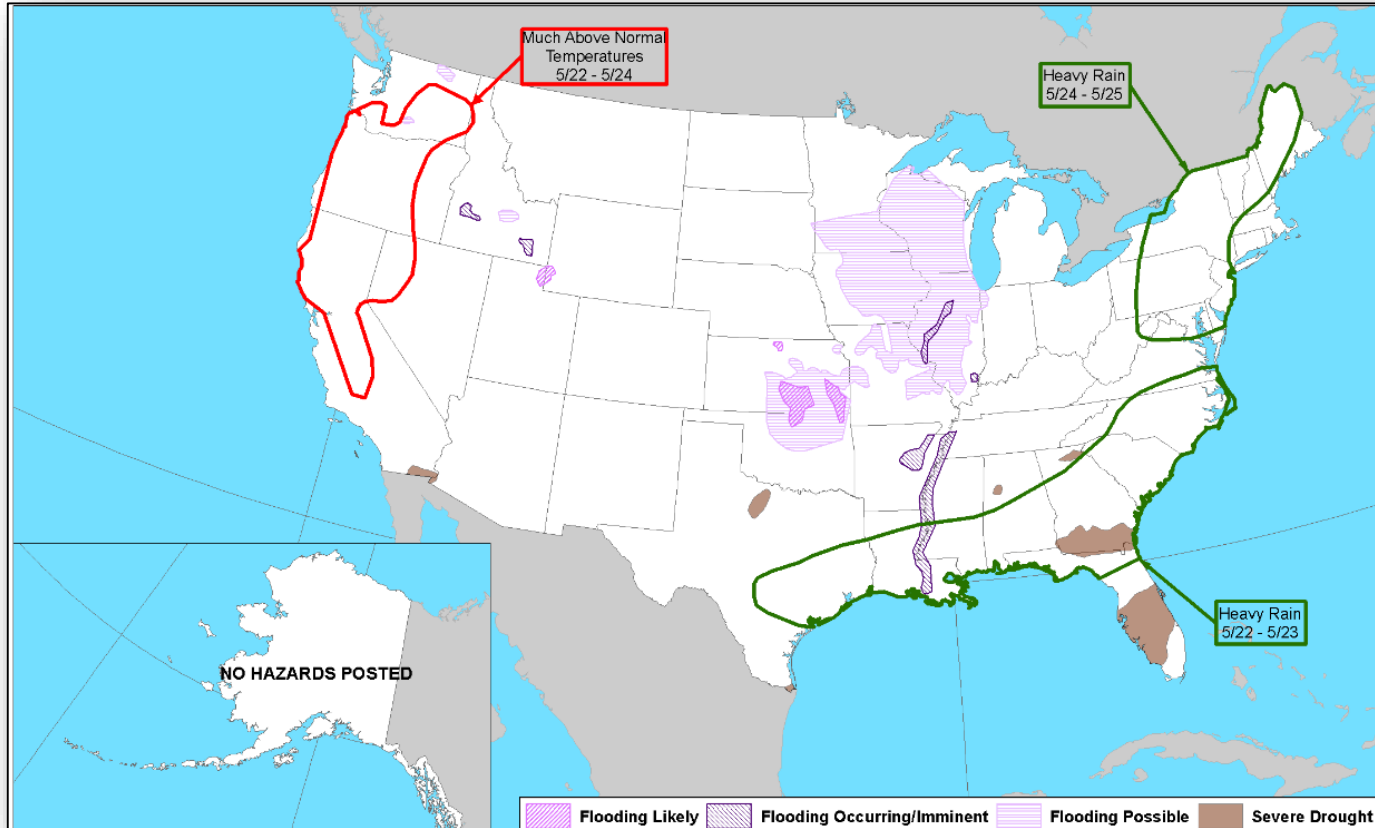 Much Above Normal
Temperatures
5/22 - 5/24
Heavy Rain
5/24 - 5/25
Heavy Rain
5/22 - 5/23
NO HAZARDS POSTED
Flooding Likely
Flooding Occurring/Imminent
Flooding Possible
Severe Drought